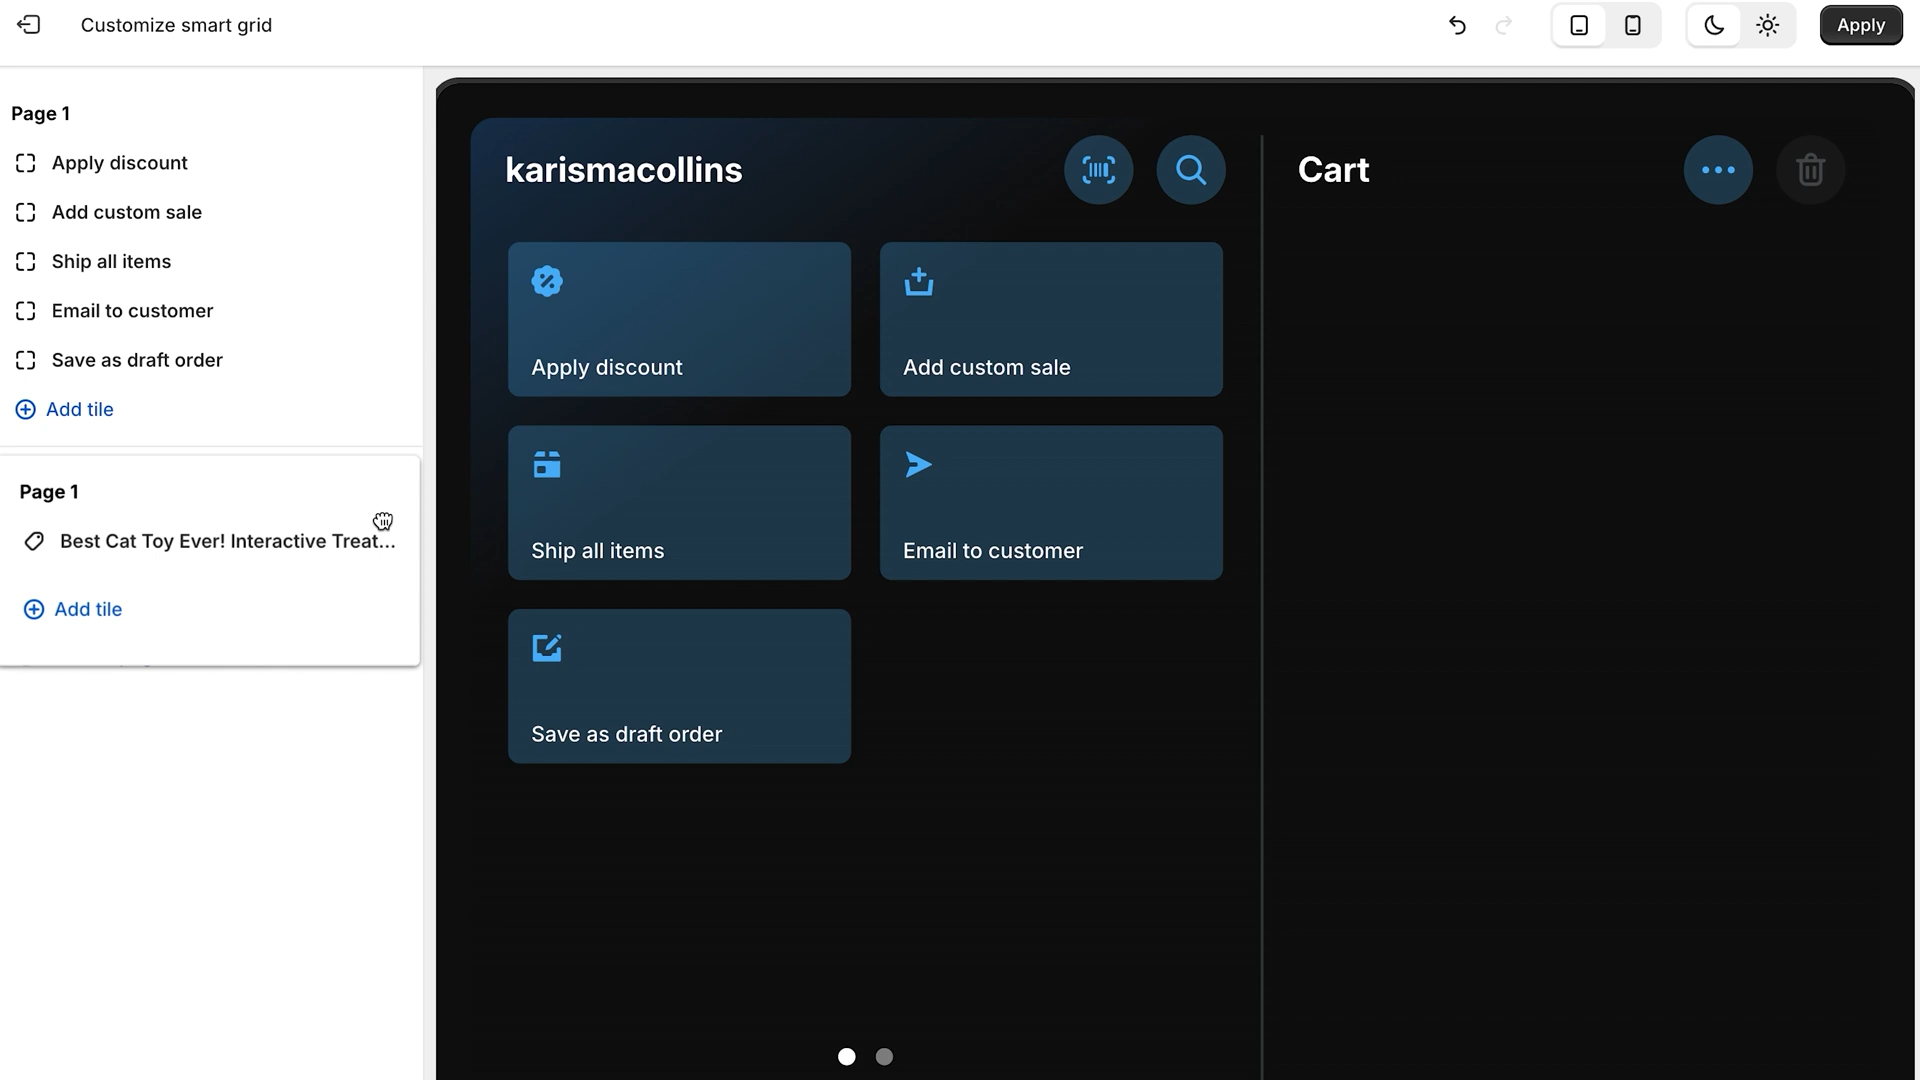 Customize smart grid
Apply
Page 1
Apply discount
Add custom sale
Ship all items
Email to customer
Save as draft order
Add tile
Page 1
Best Cat Toy Ever! Interactive Treat...
Add tile
karismacollins
Cart
Apply discount
Add custom sale
Ship all items
Email to customer
Save as draft order